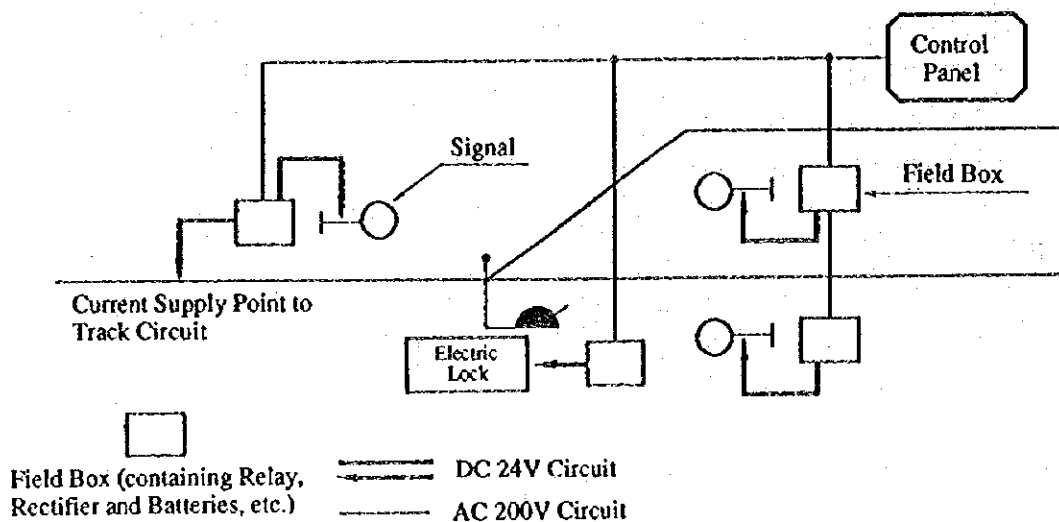 Control
Panel
Signal
Field Box
Current Supply Point to
Track Circuit
Electric
Lock
Field Box (containing Relay,
Rectifier and Batteries, etc.)
DC 24V Circuit
AC 200V Circuit